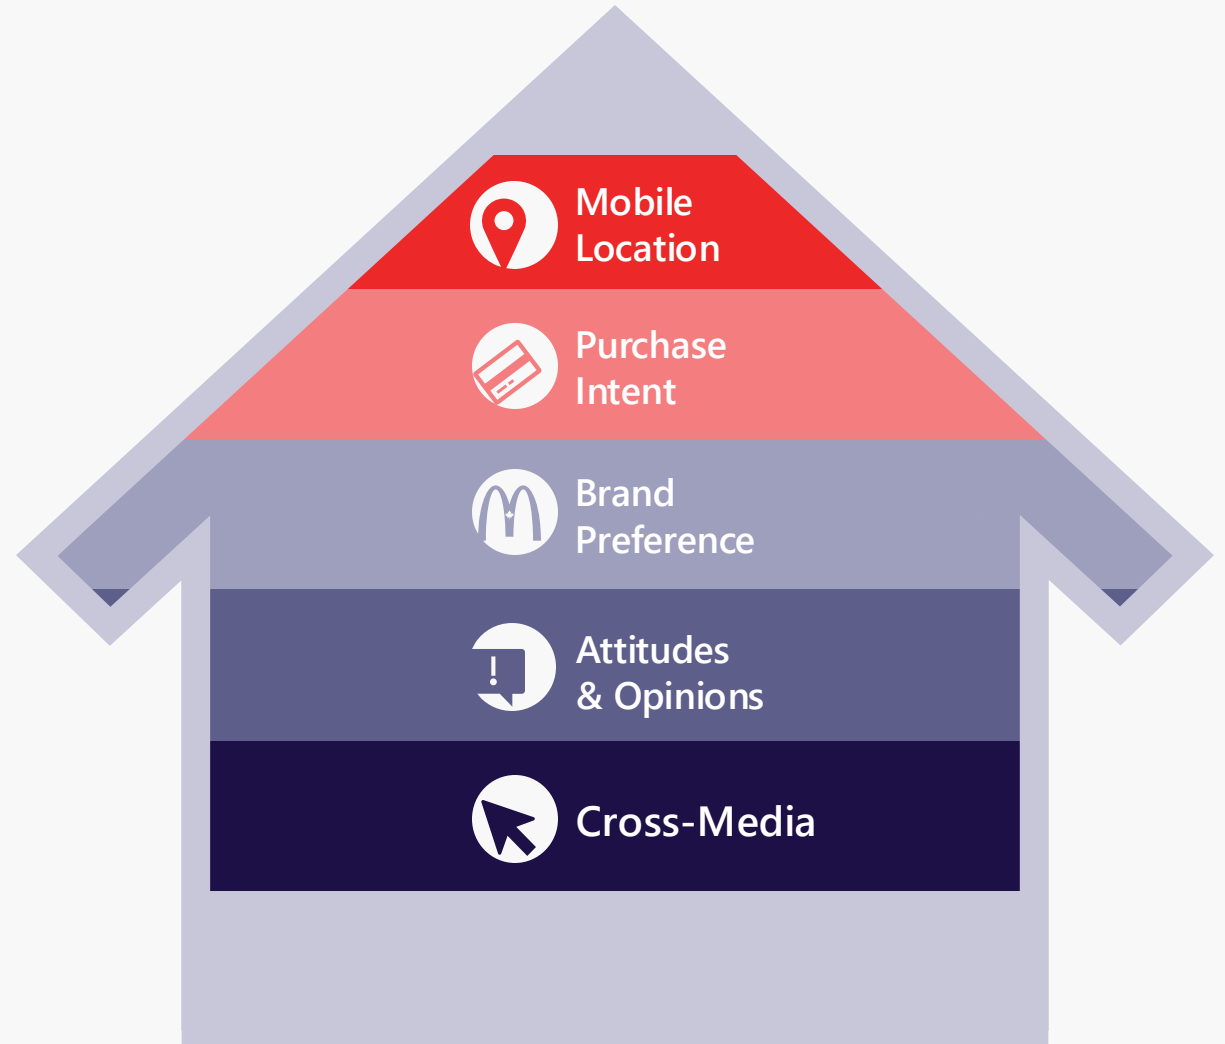 Mobile
Location
Purchase
Intent
Brand
Preference
Attitudes
& Opinions
Cross-Media